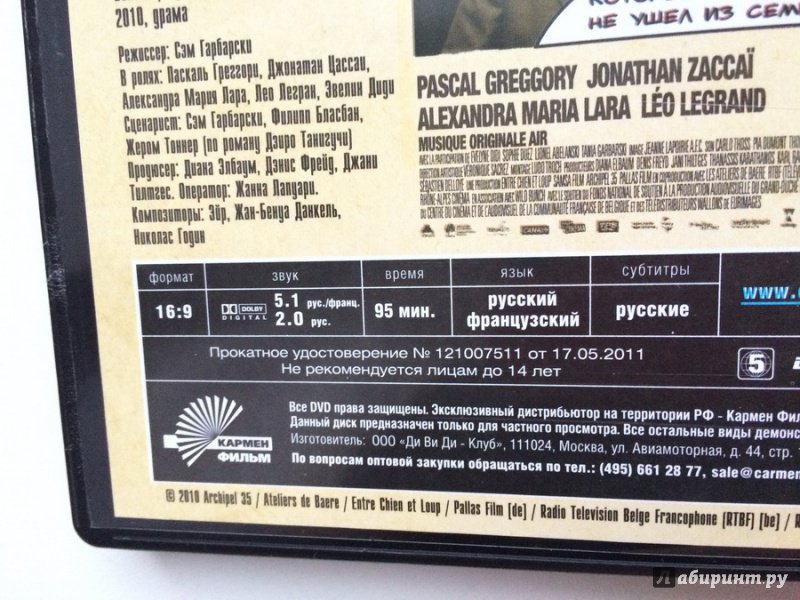 2010, драма
Режиссер: Сэм Гарбарски
В ролях: Паскаль Греггори, Джонатан Цассаи,
Александра Мария Лара, Лео Легран, Эвелин Диди
Сценарист: Сэм Гарбарски, Филипп Бласбан,
Жером Тоннер (по роману Дзиро Танигучи)
Продюсер: Диана Элбаум, Дэнис Фрейд, Джани
Тилтгес. Оператор: Жанна Лапуари.
Композиторы: Эйр, Жан-Бенуа Данкель,
Николас Годин
НЕ УШЕЛ ИЗ
PASCAL GREGGORY JONATHAN ZACCAÏ
ALEXANDRA MARIA LARA LÉO LEGRAND
MUSIQUE ORIGINALE AIR
формат
16:9
звук
DOLBY DIGITAL
5.1 рус./франц.
2.0 рус.
время
95 мин.
язык
русский
французский
субтитры
русские
www.
Прокатное удостоверение № 121007511 от 17.05.2011
Не рекомендуется лицам до 14 лет
5
КАРМЕН
ФИЛЬМ
Все DVD права защищены. Эксклюзивный дистрибьютор на территории РФ - Кармен
Данный диск предназначен только для частного просмотра. Все остальные виды
Изготовитель: ООО «Ди Ви Ди - Клуб», 111024, Москва, ул. Авиамоторная, д. 44, стр.
По вопросам оптовой закупки обращаться по тел.: (495) 661 28 77, sale@carmen
© 2010 Archipel 35 / Ateliers de Baere / Entre Chien et Loup / Pallas Film [de] / Radio Television Belge Francophone [RTBF] [be] /
Лабиринт.ру